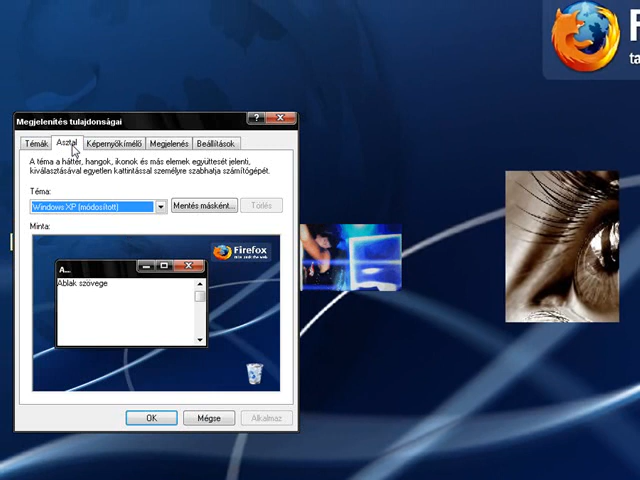 Megjelenítés tulajdonságai
Témák Asztal Képernyőkímélő Megjelenés Beállítások
A téma a háttér, hangok, ikonok és más elemek együttesét jelenti,
kiválasztásával egyetlen kattintással személyre szabhatja számítógépét.
Téma:
Windows XP (módosított) Mentés másként... Törlés
Minta:
Firefox
A...
Ablak szövege
OK Mégse Alkalmaz